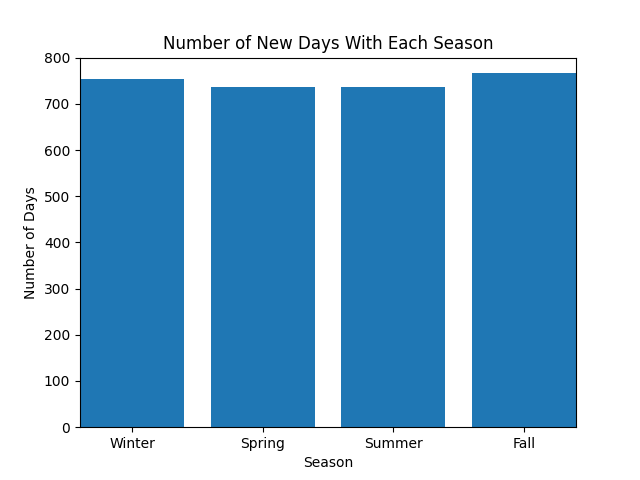 Number of New Days With Each Season
800
700
600
500
400
300
200
100
0
Number of Days
Winter Spring Summer Fall
Season